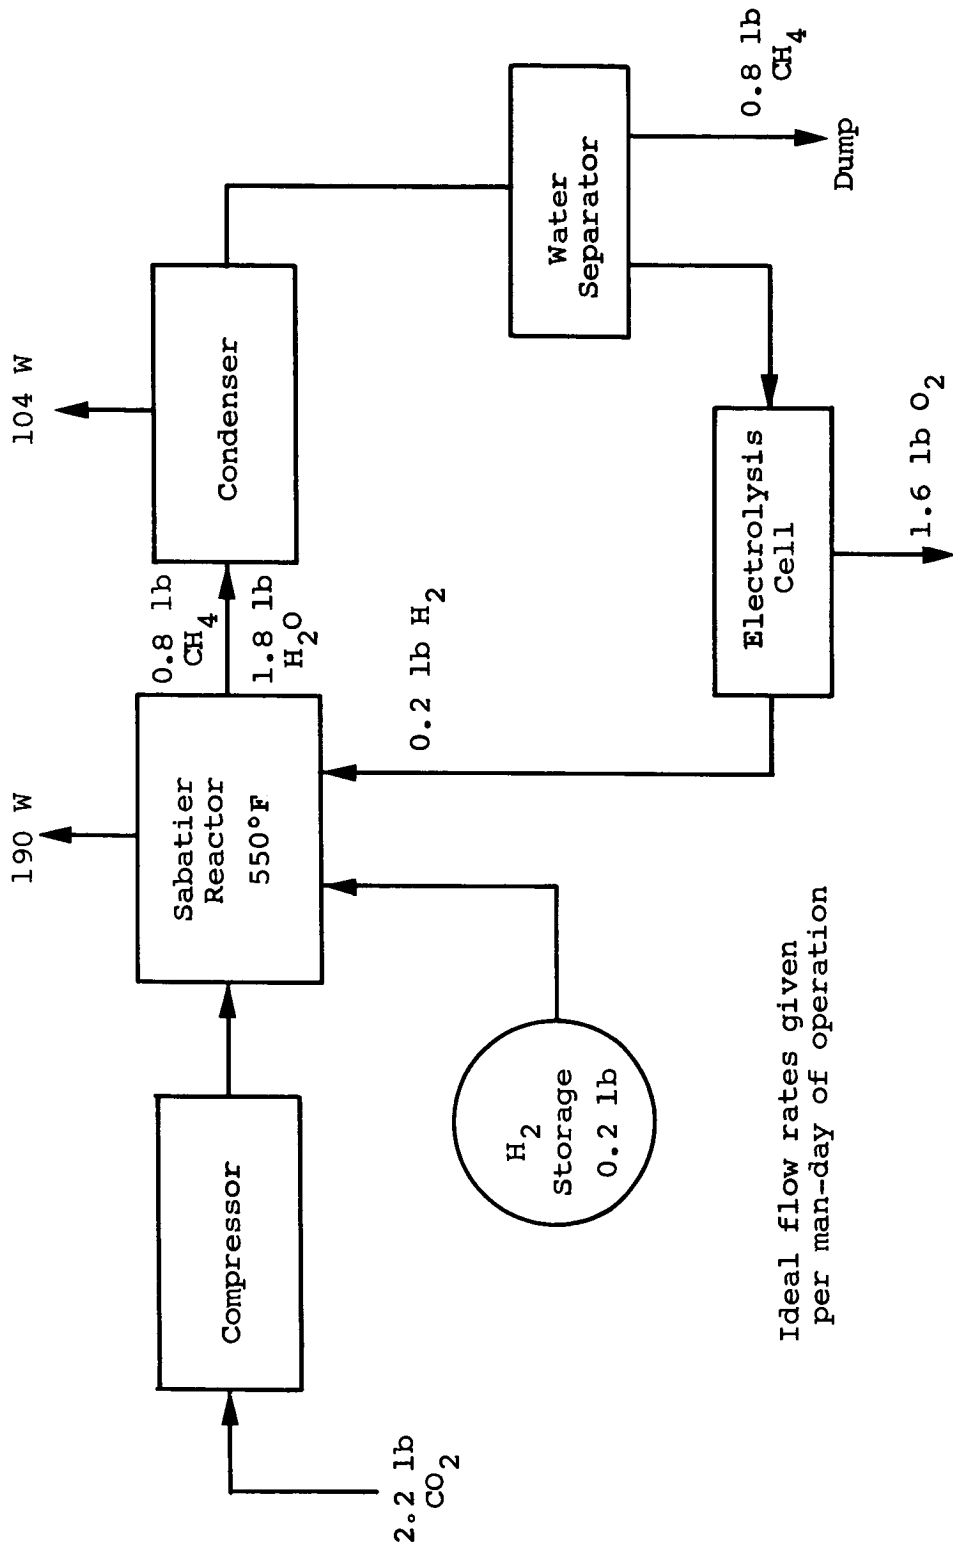 2.2 lb
CO2
Compressor
H2
Storage
0.2 lb
190 W
Sabatier
Reactor
550°F
0.8 lb
CH4
1.8 lb
H2O
0.2 lb H2
104 W
Condenser
Water
Separator
0.8 lb
CH4
Dump
Electrolysis
Cell
1.6 lb O2
Ideal flow rates given
per man-day of operation